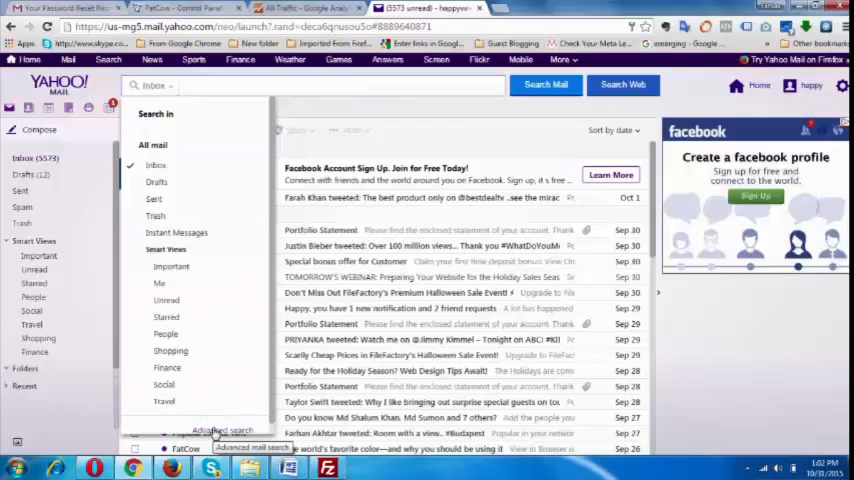 Your Password Reset Rec
FatCow - Control Panel
All Traffic - Google Analy
(5573 unread) - happyva
https://us-mg5.mail.yahoo.com/neo/launch?.rand=deca6qnusou5o#8889640871
http://www.skype.co
Chrome
New folder
Imported From Firef
Enter links in Googl
Guest Blogging
Check Your Meta Leg
emerging - Google
Other bookmarks
Home Mail Search News Sports Finance Weather Games Answers Screen Flickr Mobile More
Try Yahoo Mail on Firefox
YAHOO!
MAIL
Inbox
Search Mail
Search Web
Home
happy
1
Compose
Inbox (5573)
Drafts (12)
Sent
Spam
Trash
Smart Views
Important
Unread
Starred
People
Social
Travel
Shopping
Finance
Folders
Recent
Search in
All mail
Inbox
Drafts
Sent
Trash
Instant Messages
Smart Views
Important
Me
Unread
Starred
People
Shopping
Finance
Social
Travel
Advanced search
Advanced mail search
Spam
More
Sort by date
Facebook Account Sign Up. Join for Free Today!
Connect with friends and the world around you on Facebook. Sign up, it s free
Learn More
Farah Khan tweeted: The best product only on @bestdealtv ..see the mirac Oct 1
Portfolio Statement Please find the enclosed statement of your account. Thank Sep 30
Justin Bieber tweeted: Over 100 million views... Thank you #WhatDoYouMe Sep 30
Special bonus offer for Customer Claim your first time deposit bonus! View in Sep 30
TOMORROW'S WEBINAR: Preparing Your Website for the Holiday Sales Seas Sep 30
Don't Miss Out FileFactory's Premium Halloween Event! Upgrade to F Sep 30
Happy, you have 1 new notification and 2 friend requests A lot has happened Sep 29
Portfolio Statement Please find the enclosed statement of your account. Thank Sep 29
PRIYANKA tweeted: Watch me on @Jimmy Kimmel – Tonight on ABC! #KI Sep 29
Scarily Cheap Prices in FileFactory's Halloween Event! Upgrade to Sep 29
Ready for the Holiday Season? Web Design Tips Await! Sep 28
Portfolio Statement Please find the enclosed statement of your account. Thank Sep 28
Taylor Swift tweeted: Why I like bringing out surprise special guests on tou Sep 28
Do you know Md Shalum Khan, Md Sumon and 7 others? Add the people you Sep 27
Farhan Akhtar tweeted: Room with a view.. #Budapest Popular in your network Sep 27
FatCow
The world's favorite color—and why you should be using it View in Browser Sep 26
facebook
Create a facebook profile
sign up for free and
connect to the world.
Sign Up
1:02 PM
10/31/2015